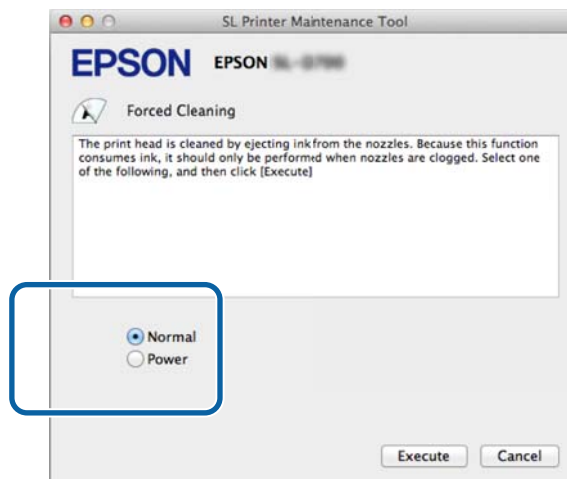 SL Printer Maintenance Tool
EPSON EPSON
Forced Cleaning
The print head is cleaned by ejecting ink from the nozzles. Because this function
consumes ink, it should only be performed when nozzles are clogged. Select one
of the following, and then click [Execute]
Normal
Power
Execute Cancel